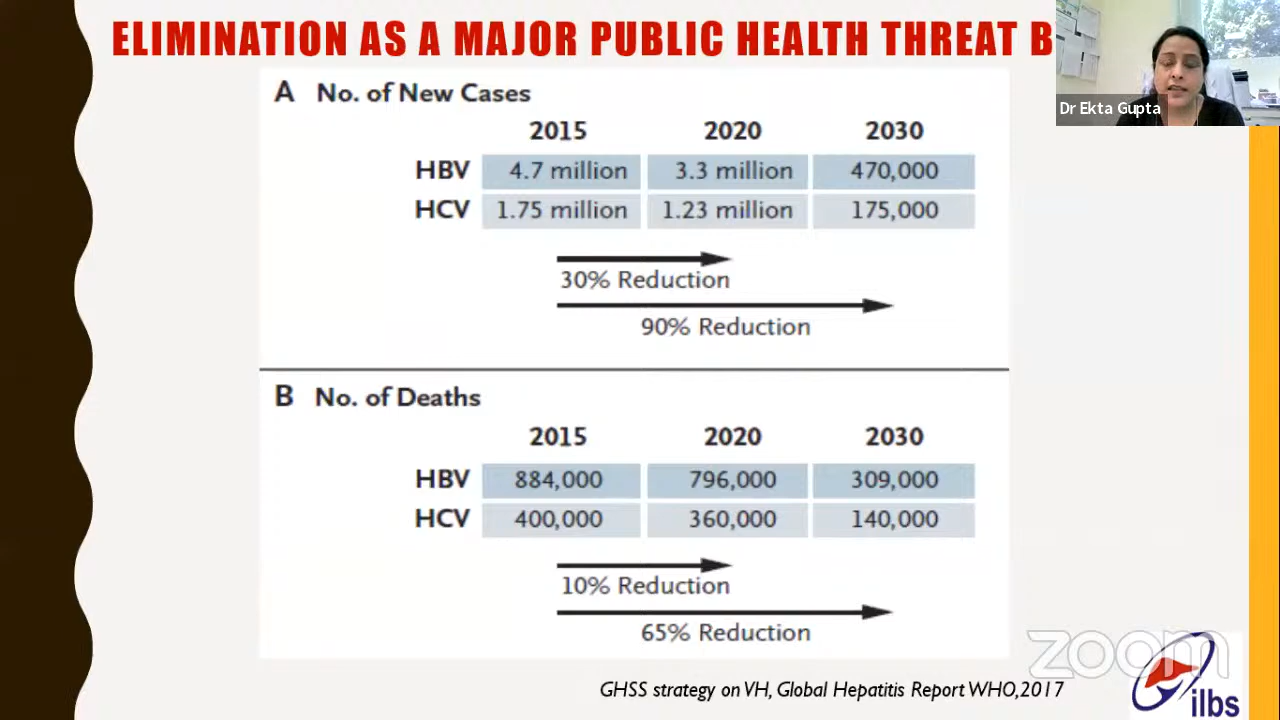 ELIMINATION AS A MAJOR PUBLIC HEALTH THREAT B
Dr Ekta Gupta
A No. of New Cases
2015 2020 2030
HBV 4.7 million 3.3 million 470,000
HCV 1.75 million 1.23 million 175,000
30% Reduction
90% Reduction
B No. of Deaths
2015 2020 2030
HBV 884,000 796,000 309,000
HCV 400,000 360,000 140,000
10% Reduction
65% Reduction
zoom
GHSS strategy on VH, Global Hepatitis Report WHO,2017
ilbs